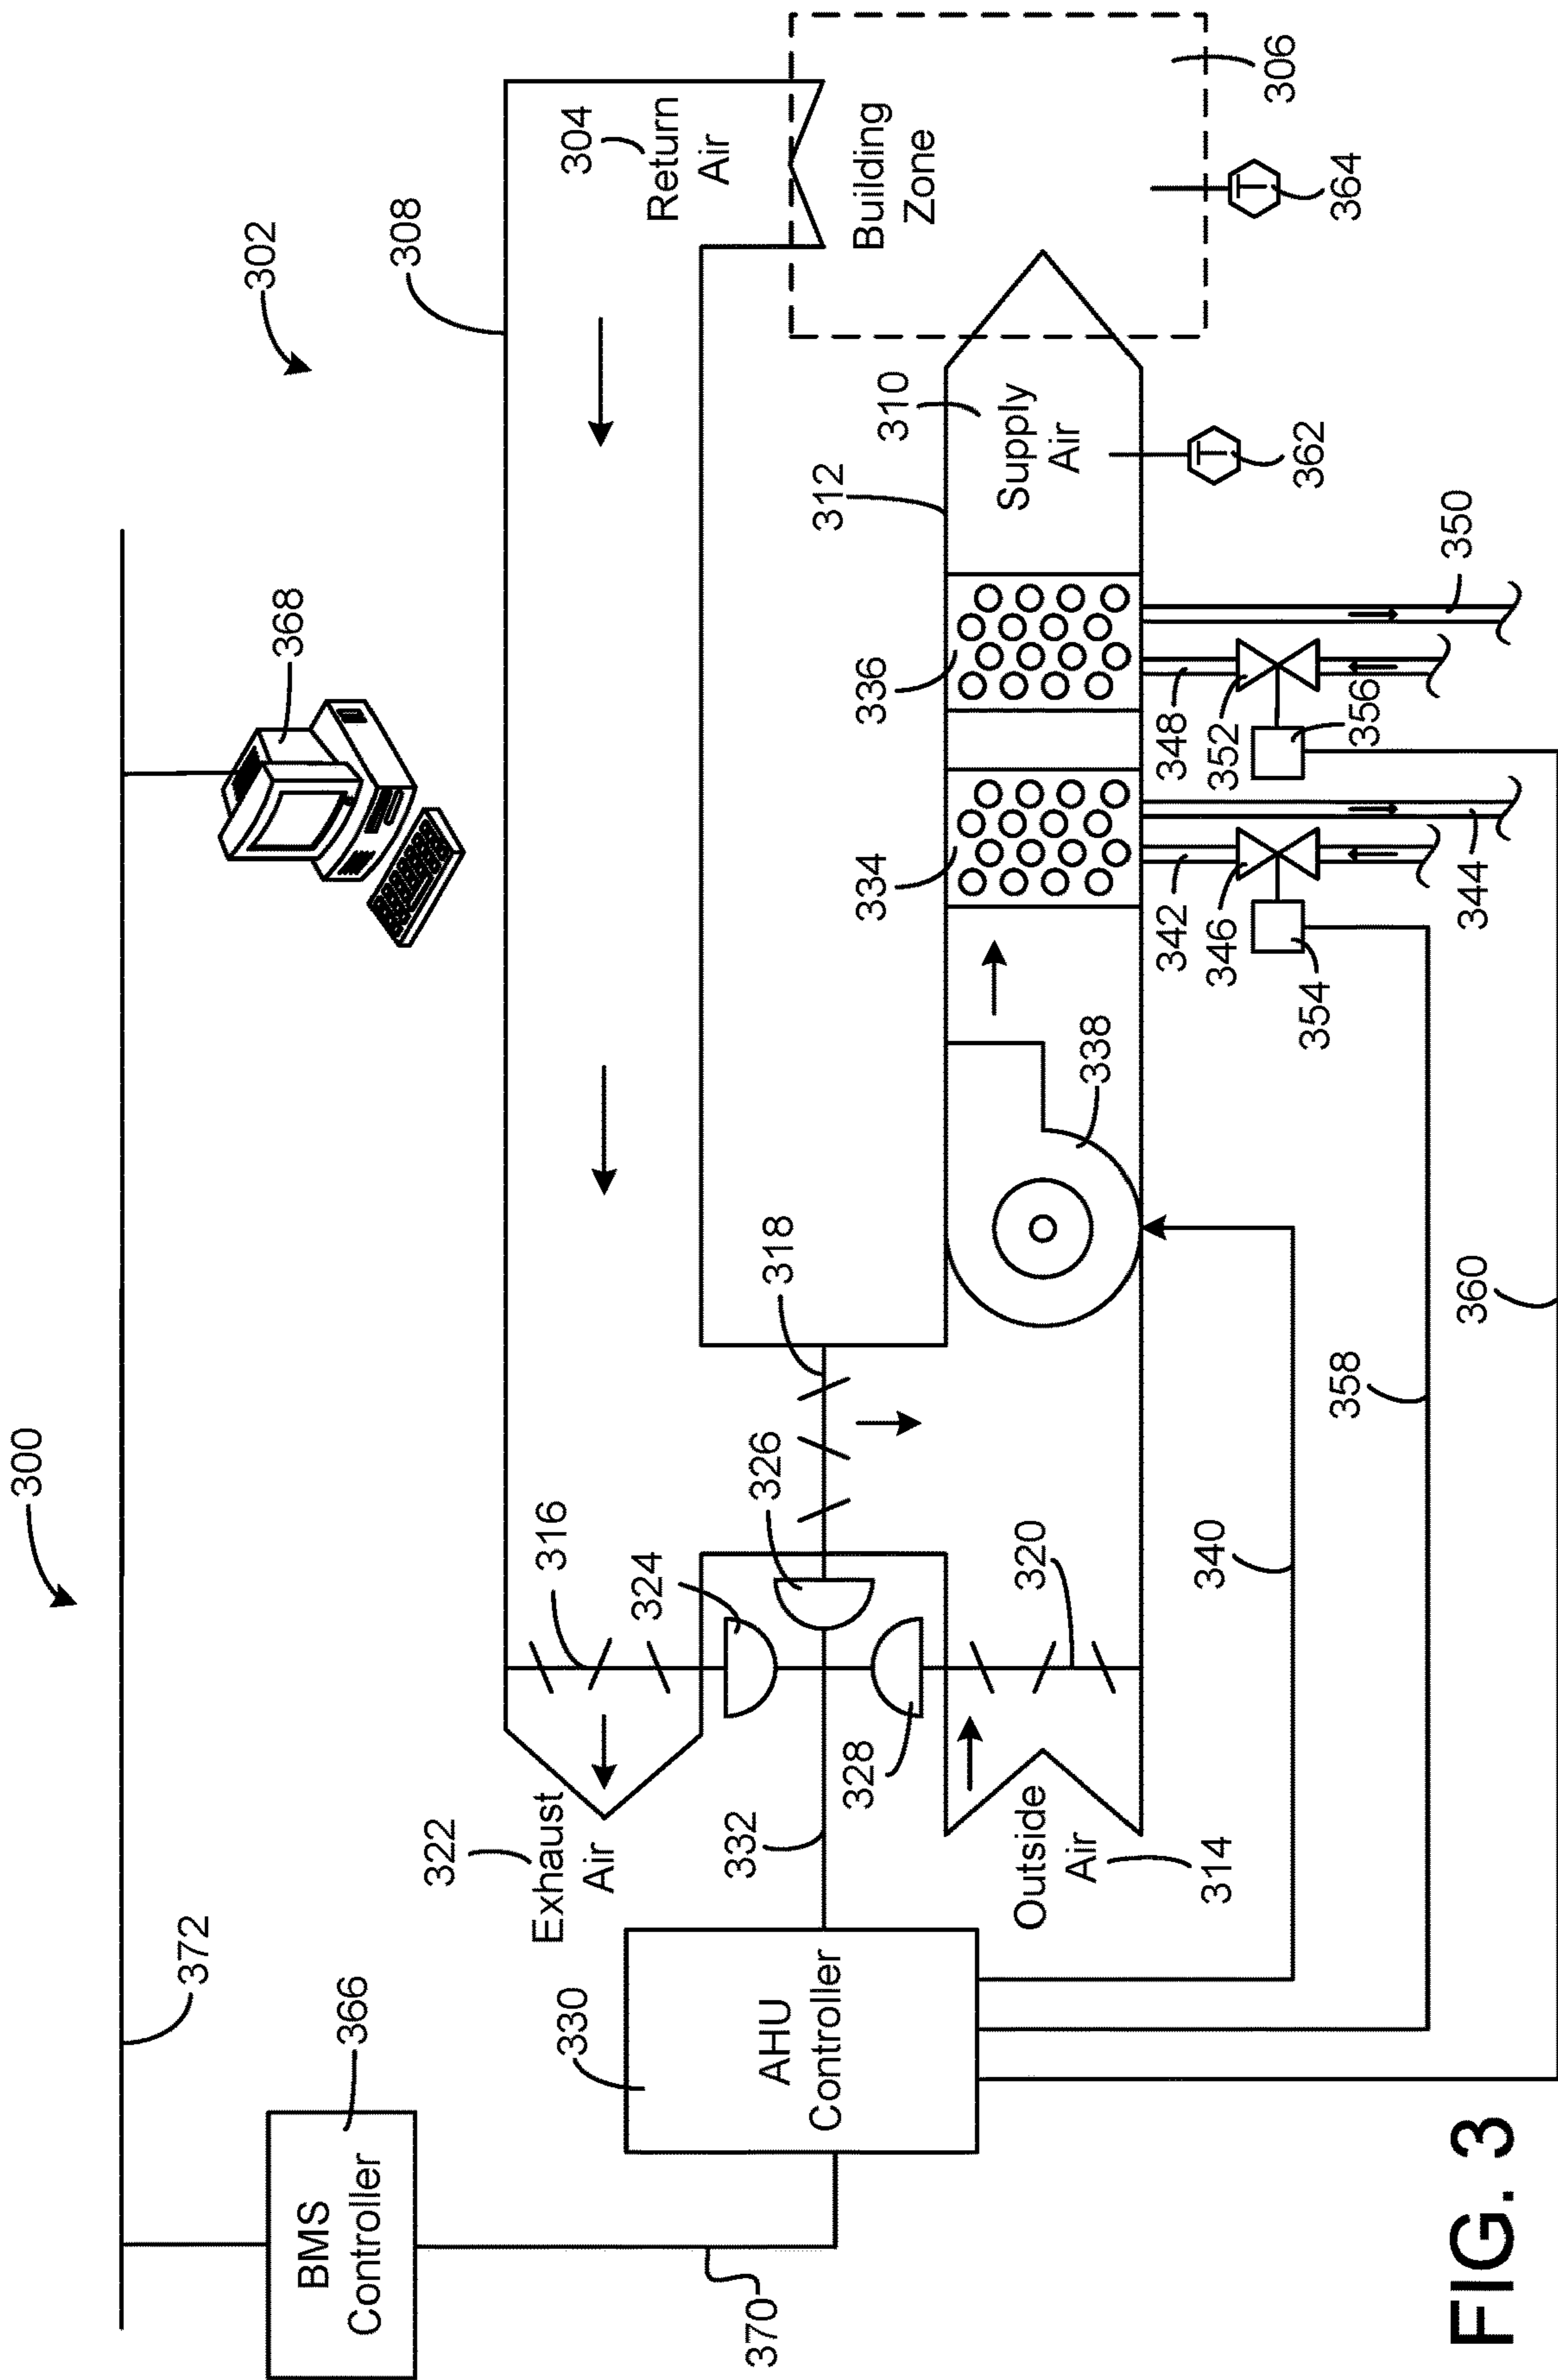 300
372
368
302
308
BMS
Controller
366
370
330
AHU
Controller
322
Exhaust
Air
332
316
324
326
318
328
304
Return
Air
Building
Zone
306
Outside
Air
314
320
338
334
336
312
310
Supply
Air
340
342
346
354
344
348
352
356
350
T
362
T
364
358
360
FIG. 3